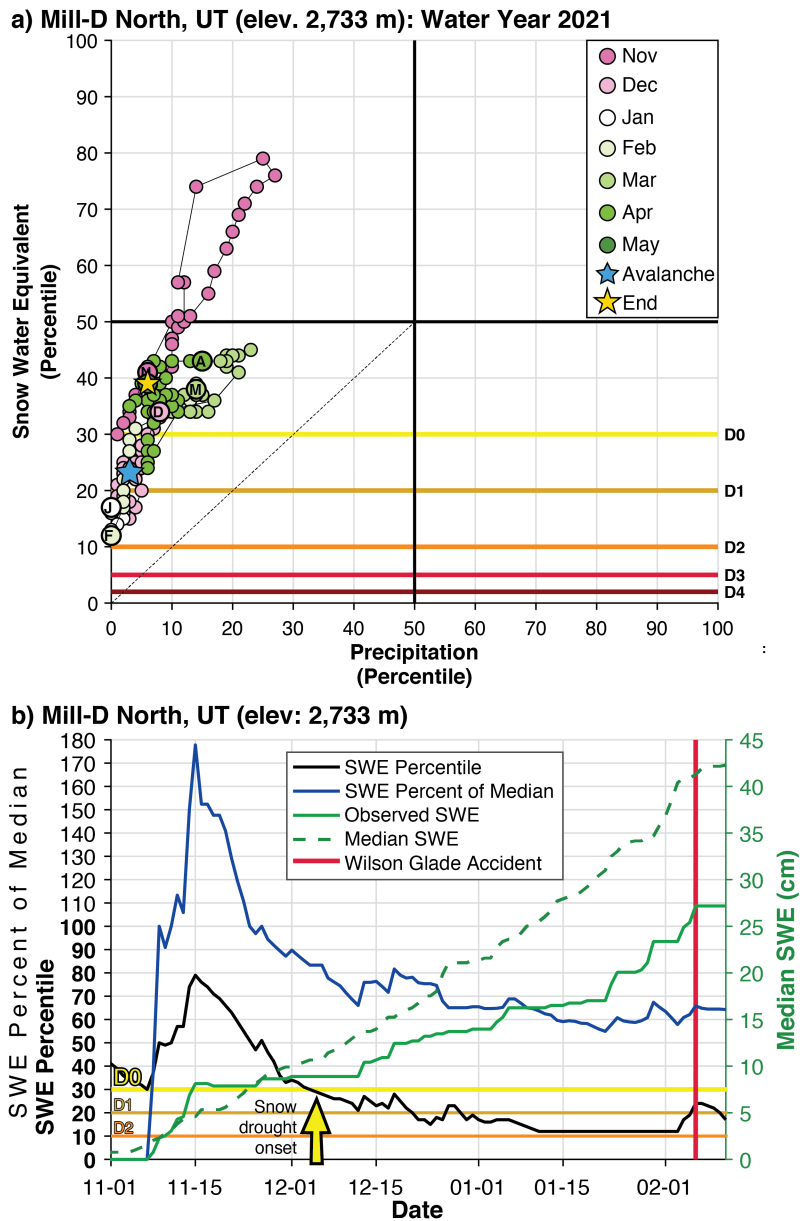 a) Mill-D North, UT (elev. 2,733 m): Water Year 2021
100
90
80
70
60
50
40
30
20
10
0
Snow Water Equivalent
(Percentile)
Nov
Dec
Jan
Feb
Mar
Apr
May
Avalanche
End
N
A
M
D
J
F
D0
D1
D2
D3
D4
0 10 20 30 40 50 60 70 80 90 100
Precipitation
(Percentile)
:
b) Mill-D North, UT (elev: 2,733 m)
180
170
160
150
140
130
120
110
100
90
80
70
60
50
40
30
20
10
0
SWE Percent of Median
SWE Percentile
SWE Percentile
SWE Percent of Median
Observed SWE
Median SWE
Wilson Glade Accident
D0
D1
D2
Snow
drought
onset
45
40
35
30
25
20
15
10
5
0
Median SWE (cm)
11-01 11-15 12-01 12-15 01-01 01-15 02-01
Date